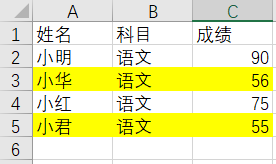 A B C
1 姓名 科目 成绩
2 小明 语文 90
3 小华 语文 56
4 小红 语文 75
5 小君 语文 55
6